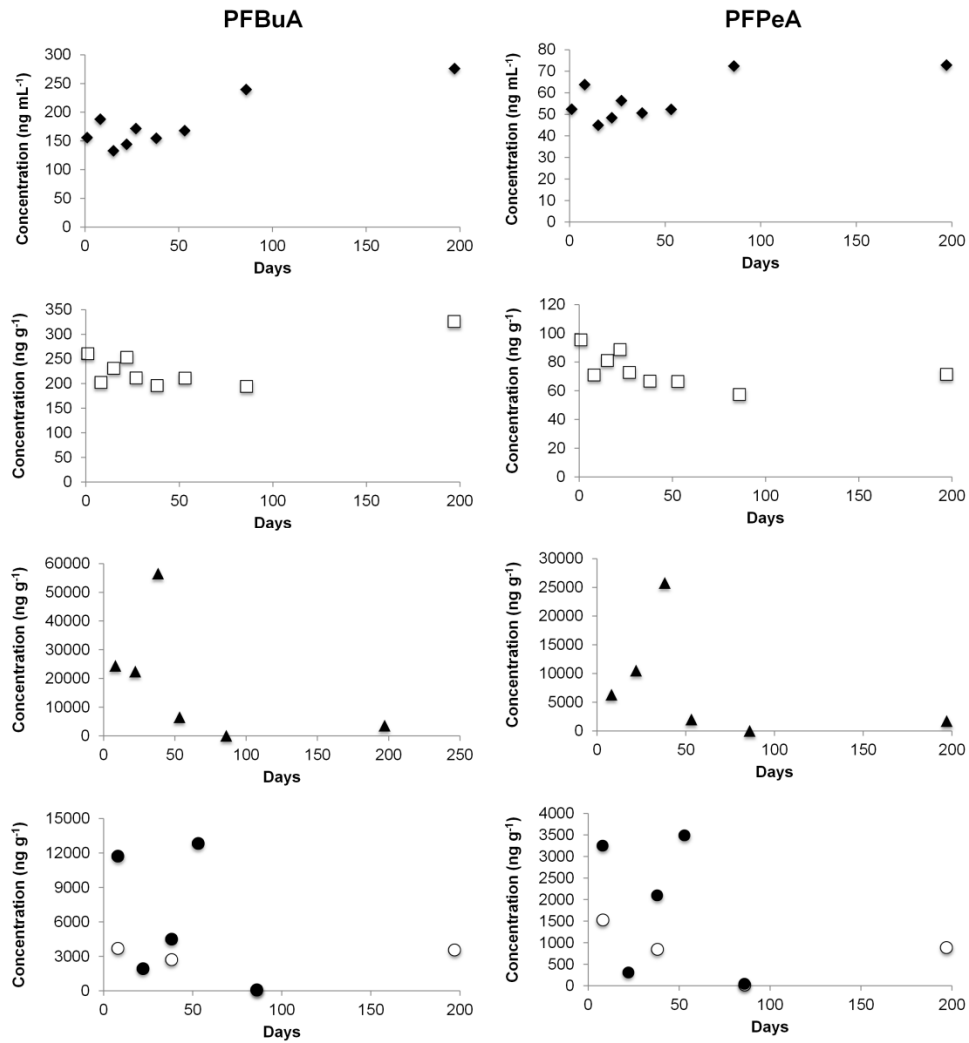 PFBuA
PFPeA
Concentration (ng mL⁻¹)
300
250
200
150
100
50
0
0 50 100 150 200
Days
Concentration (ng mL⁻¹)
80
70
60
50
40
30
20
10
0
0 50 100 150 200
Days
Concentration (ng g⁻¹)
350
300
250
200
150
100
50
0
0 50 100 150 200
Days
Concentration (ng g⁻¹)
120
100
80
60
40
20
0
0 50 100 150 200
Days
Concentration (ng g⁻¹)
60000
50000
40000
30000
20000
10000
0
0 50 100 150 200 250
Days
Concentration (ng g⁻¹)
30000
25000
20000
15000
10000
5000
0
0 50 100 150 200
Days
Concentration (ng g⁻¹)
15000
12000
9000
6000
3000
0
0 50 100 150 200
Days
Concentration (ng g⁻¹)
4000
3500
3000
2500
2000
1500
1000
500
0
0 50 100 150 200
Days